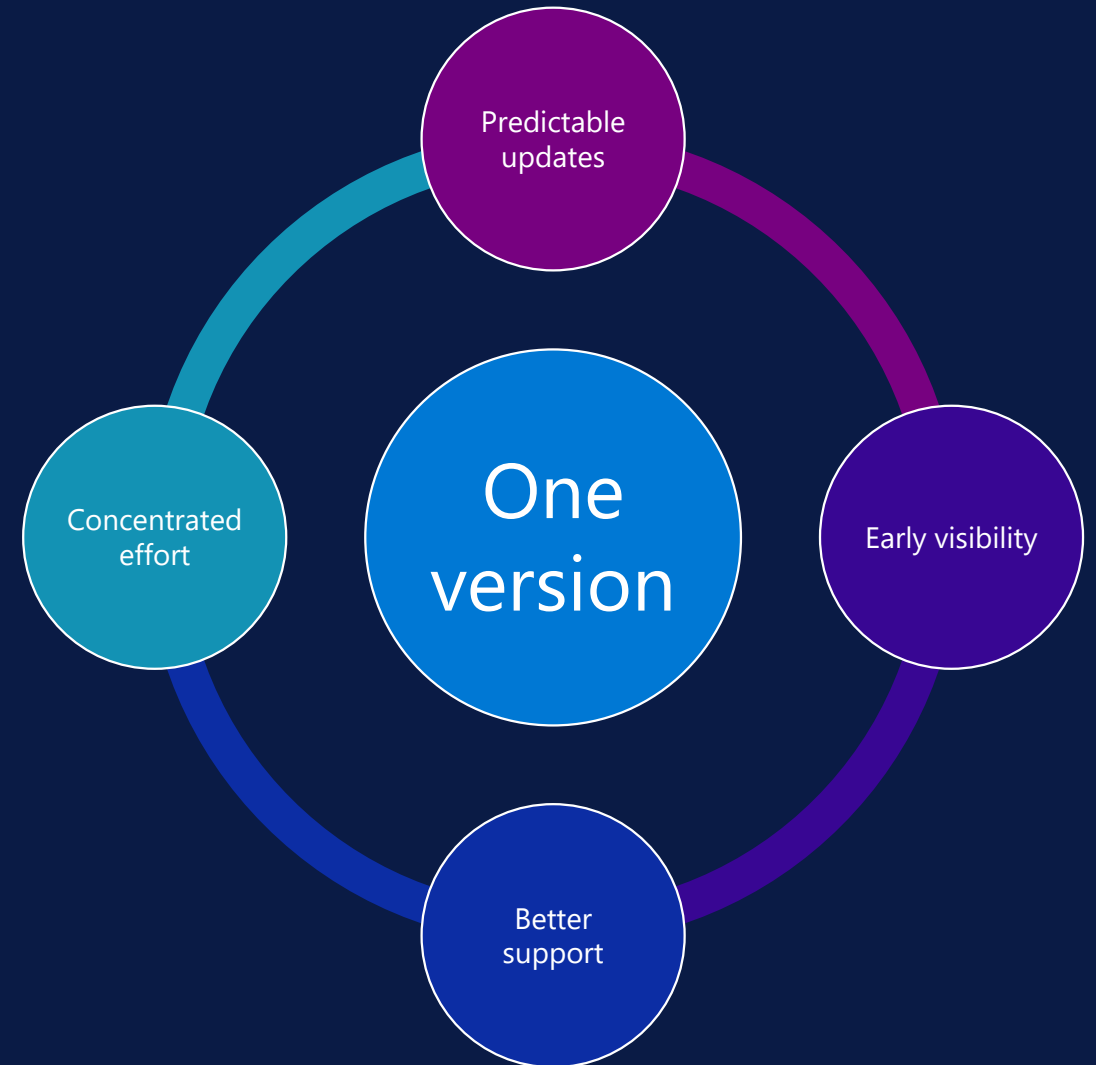 Predictable
updates
Concentrated
effort
One
version
Early visibility
Better
support